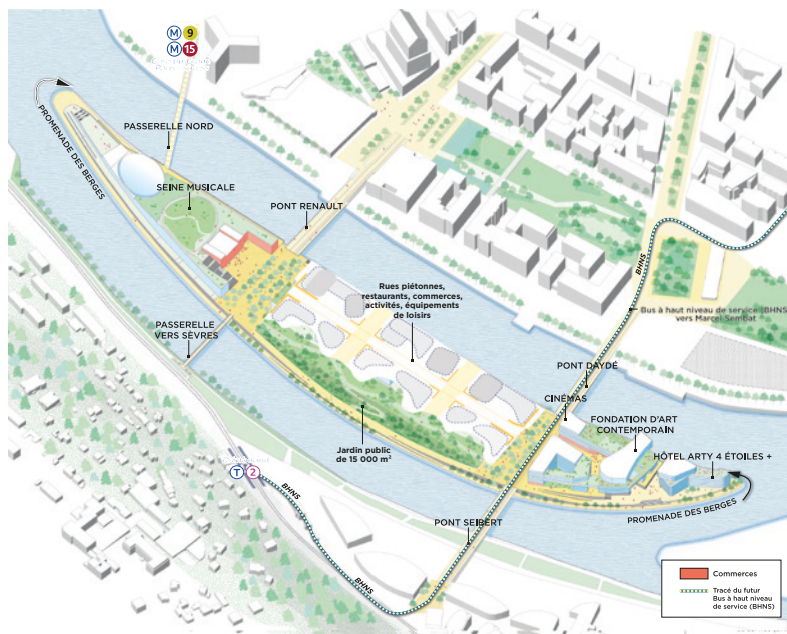 M 9
M 15
PROMENADE DES BERGES
PASSERELLE NORD
SEINE MUSICALE
PONT RENAULT
Rues piétonnes,
restaurants, commerces,
activités, équipements
de loisirs
BHNS
Bus à haut niveau de service (BHNS)
vers Marcel Sembat
PASSERELLE
VERS SÈVRES
PONT DAYDÉ
CINÉMAS
FONDATION D'ART
CONTEMPORAIN
HÔTEL ARTY 4 ÉTOILES +
Jardin public
de 15 000 m²
T 2
BHNS
PROMENADE DES BERGES
PONT SEIBERT
BHNS
Commerces
Tracé du futur
Bus à haut niveau
de service (BHNS)